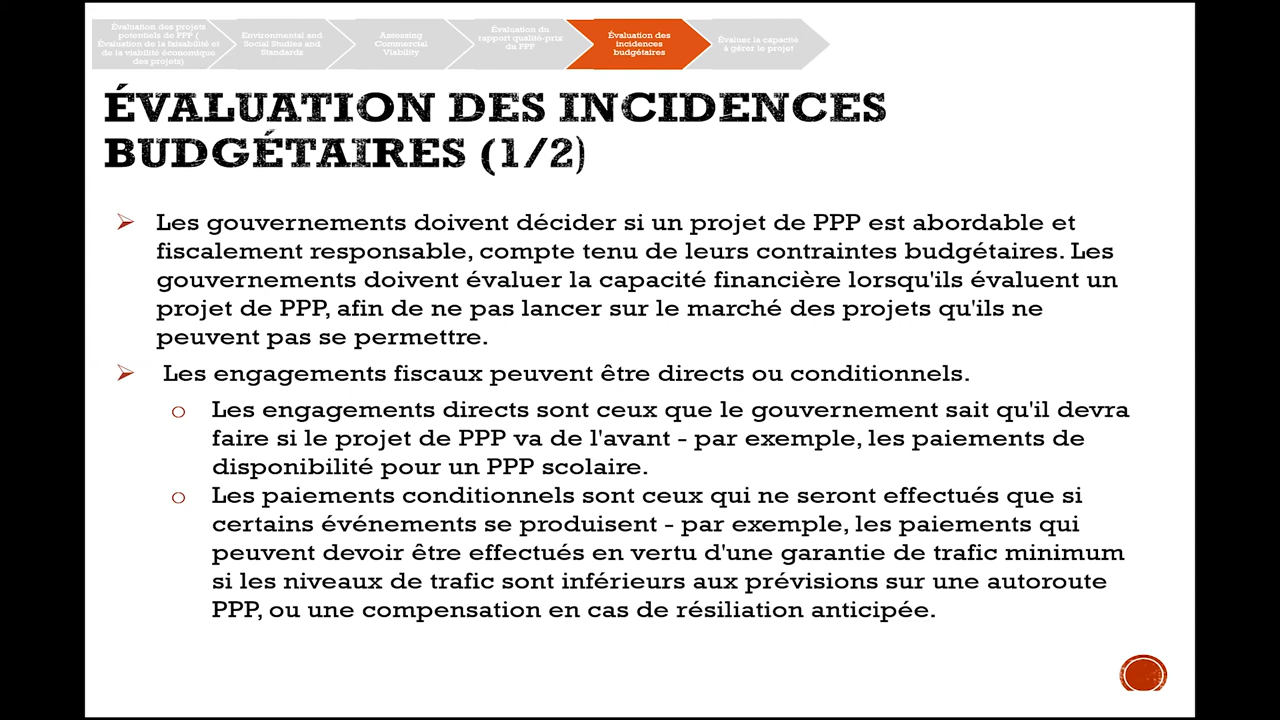 Évaluation des projets
potentiels de PPP (
Évaluation de la faisabilité et
de la viabilité économique
des projets)
Environmental and
Social Studies and
Standards
Assessing
Commercial
Viability
Évaluation du
rapport qualité-prix
du PPP
Évaluation des
incidences
budgétaires
Évaluer la capacité
à gérer le projet
ÉVALUATION DES INCIDENCES
BUDGÉTAIRES (1/2)
Les gouvernements doivent décider si un projet de PPP est abordable et
fiscalement responsable, compte tenu de leurs contraintes budgétaires. Les
gouvernements doivent évaluer la capacité financière lorsqu'ils évaluent un
projet de PPP, afin de ne pas lancer sur le marché des projets qu'ils ne
peuvent pas se permettre.
Les engagements fiscaux peuvent être directs ou conditionnels.
Les engagements directs sont ceux que le gouvernement sait qu'il devra
faire si le projet de PPP va de l'avant - par exemple, les paiements de
disponibilité pour un PPP scolaire.
Les paiements conditionnels sont ceux qui ne seront effectués que si
certains événements se produisent - par exemple, les paiements qui
peuvent devoir être effectués en vertu d'une garantie de trafic minimum
si les niveaux de trafic sont inférieurs aux prévisions sur une autoroute
PPP, ou une compensation en cas de résiliation anticipée.